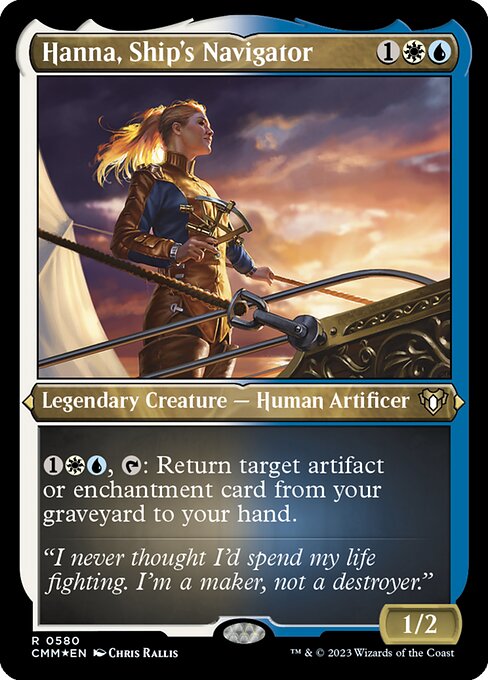 Hanna, Ship's Navigator 1
Legendary Creature — Human Artificer
1, : Return target artifact
or enchantment card from your
graveyard to your hand.
“I never thought I’d spend my life
fighting. I’m a maker, not a destroyer.”
1/2
R 0580
CMM★EN Chris Rallis
™ & © 2023 Wizards of the Coast